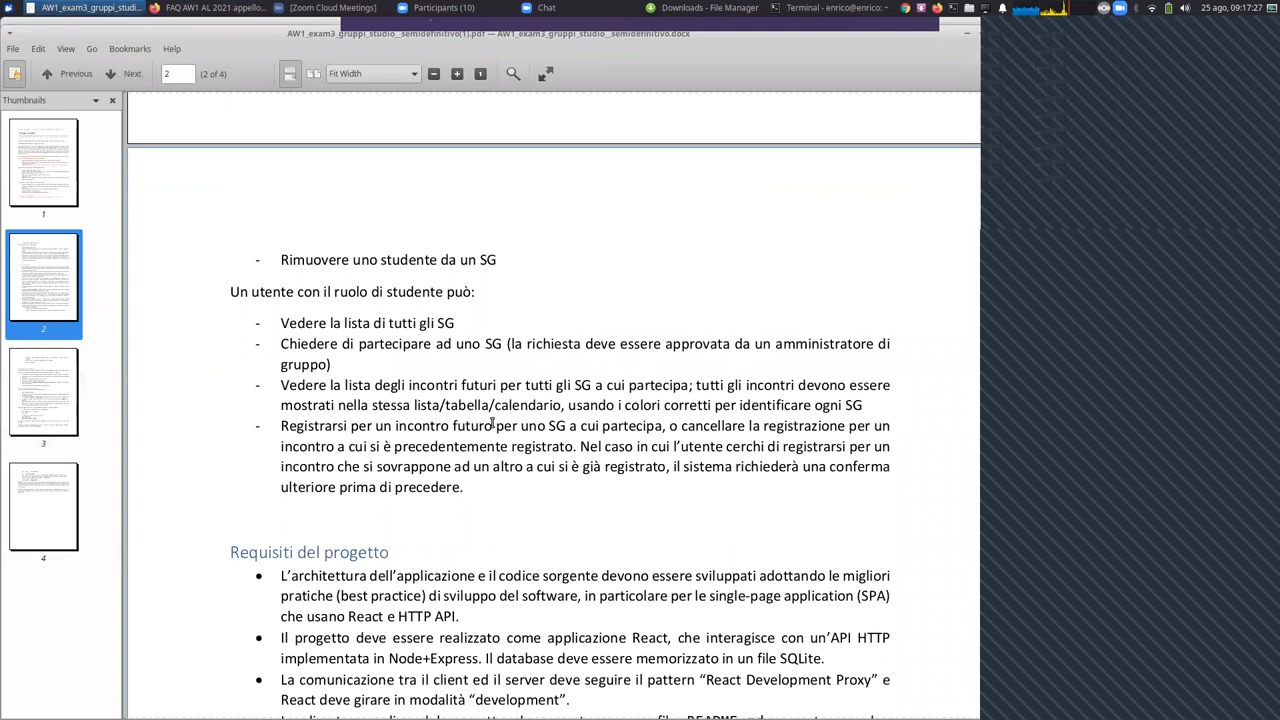 AW1_exam3_gruppi_studi...
FAQ AW1 AL 2021 appello...
[Zoom Cloud Meetings]
Participants (10)
Chat
Downloads - File Manager
Terminal - enrico@enrico: ~
25 ago, 09:17:27
AW1_exam3_gruppi_studio__semidefinitivo(1).pdf — AW1_exam3_gruppi_studio__semidefinitivo.docx
File Edit View Go Bookmarks Help
Previous Next 2 (2 of 4) Fit Width
Thumbnails
1
2
3
4
- Rimuovere uno studente da un SG
Un utente con il ruolo di studente può:
- Vedere la lista di tutti gli SG
- Chiedere di partecipare ad uno SG (la richiesta deve essere approvata da un amministratore di
gruppo)
- Vedere la lista degli incontri futuri per tutti gli SG a cui partecipa; tutti gli incontri devono essere
mostrati nella stessa lista/tabella/calendario, usando i colori corretti per identificare ogni SG
- Registrarsi per un incontro futuro per uno SG a cui partecipa, o cancellare la registrazione per un
incontro a cui si è precedentemente registrato. Nel caso in cui l’utente cerchi di registrarsi per un
incontro che si sovrappone ad un altro a cui si è già registrato, il sistema richiederà una conferma
ulteriore prima di precedere.
Requisiti del progetto
● L’architettura dell’applicazione e il codice sorgente devono essere sviluppati adottando le migliori
pratiche (best practice) di sviluppo del software, in particolare per le single-page application (SPA)
che usano React e HTTP API.
● Il progetto deve essere realizzato come applicazione React, che interagisce con un’API HTTP
implementata in Node+Express. Il database deve essere memorizzato in un file SQLite.
● La comunicazione tra il client ed il server deve seguire il pattern “React Development Proxy” e
React deve girare in modalità “development”.